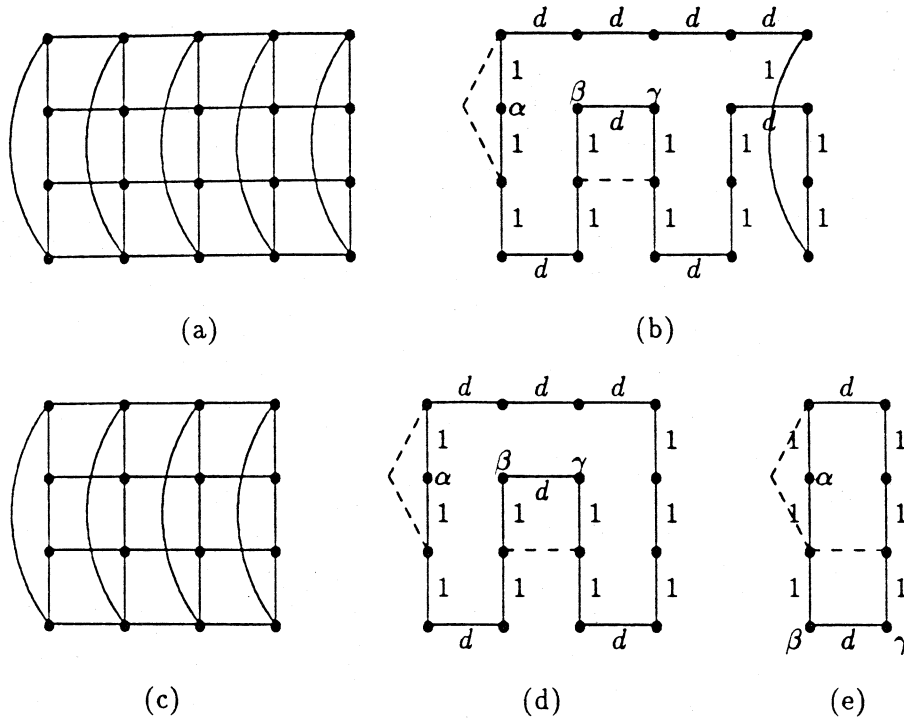 d d d d
1 1
α β γ
d d
1 1 1 1 1
1 1 1 1 1
d d
(a) (b)
d d d d
1 1 1 1
α β γ α
d
1 1 1 1 1 1
1 1 1 1 1 1
d d β d γ
(c) (d) (e)